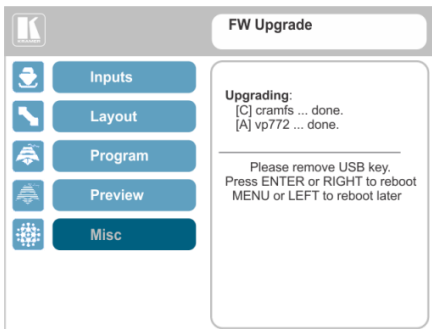 FW Upgrade
Inputs
Layout
Program
Preview
Misc
Upgrading:
[C] cramfs ... done.
[A] vp772 ... done.
Please remove USB key.
Press ENTER or RIGHT to reboot
MENU or LEFT to reboot later